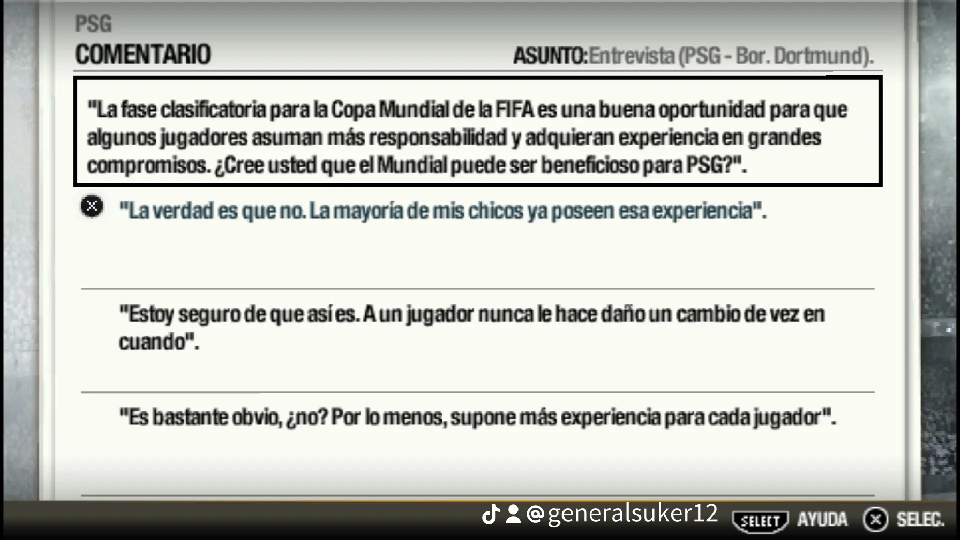 PSG
COMENTARIO
ASUNTO:Entrevista (PSG - Bor. Dortmund).
"La fase clasificatoria para la Copa Mundial de la FIFA es una buena oportunidad para que
algunos jugadores asuman más responsabilidad y adquieran experiencia en grandes
compromisos. ¿Cree usted que el Mundial puede ser beneficioso para PSG?".
"La verdad es que no. La mayoría de mis chicos ya poseen esa experiencia".
"Estoy seguro de que así es. A un jugador nunca le hace daño un cambio de vez en
cuando".
"Es bastante obvio, ¿no? Por lo menos, supone más experiencia para cada jugador".
@generalsuker12
SELECT AYUDA X SELEC.